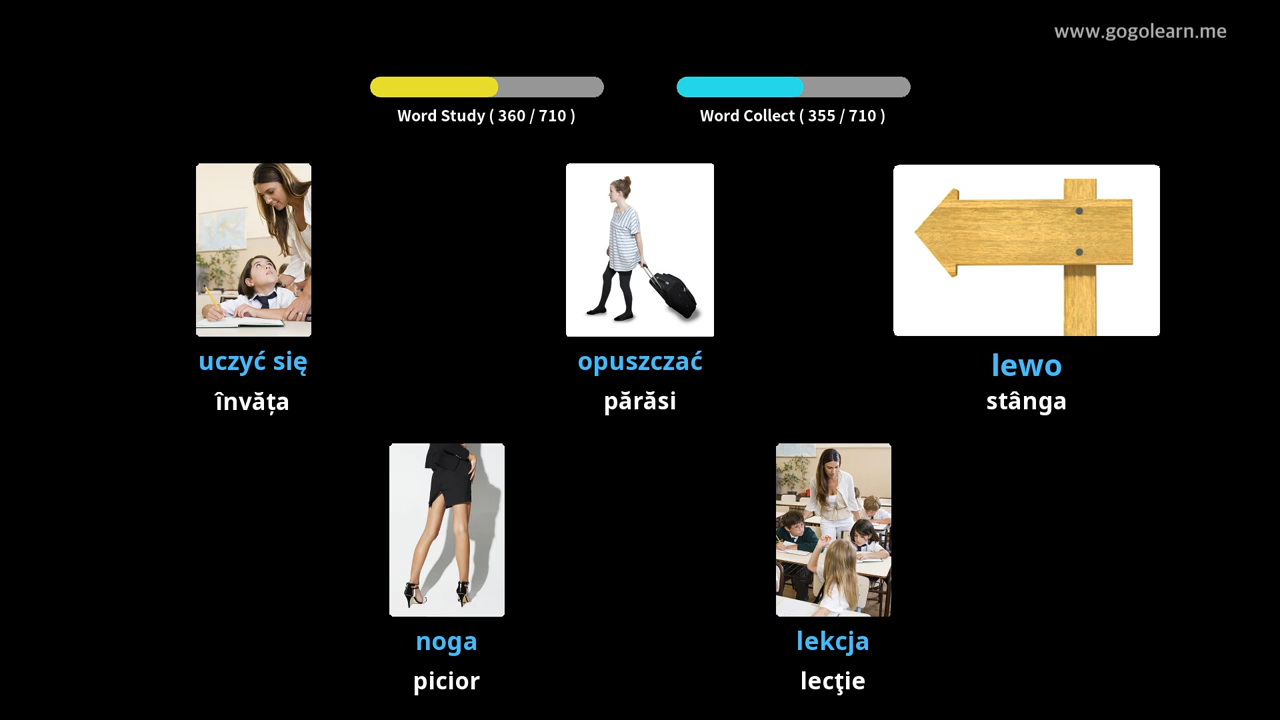 www.gogolearn.me
Word Study ( 360 / 710 )
Word Collect ( 355 / 710 )
uczyć się
învăța
opuszczać
părăsi
lewo
stânga
noga
picior
lekcja
lecţie